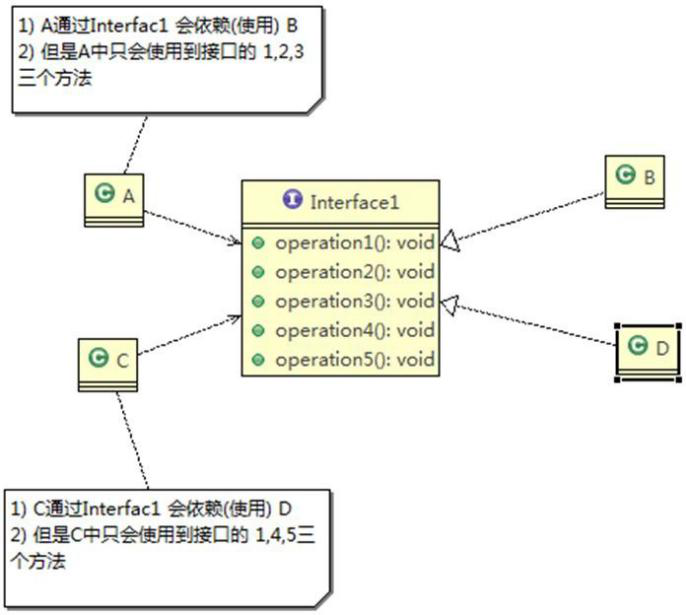 1) A通过Interfac1 会依赖(使用) B
2) 但是A中只会使用到接口的 1,2,3
三个方法
C A
I Interface1
C B
operation1(): void
operation2(): void
operation3(): void
operation4(): void
operation5(): void
C C
C D
1) C通过Interfac1 会依赖(使用) D
2) 但是C中只会使用到接口的 1,4,5三
个方法